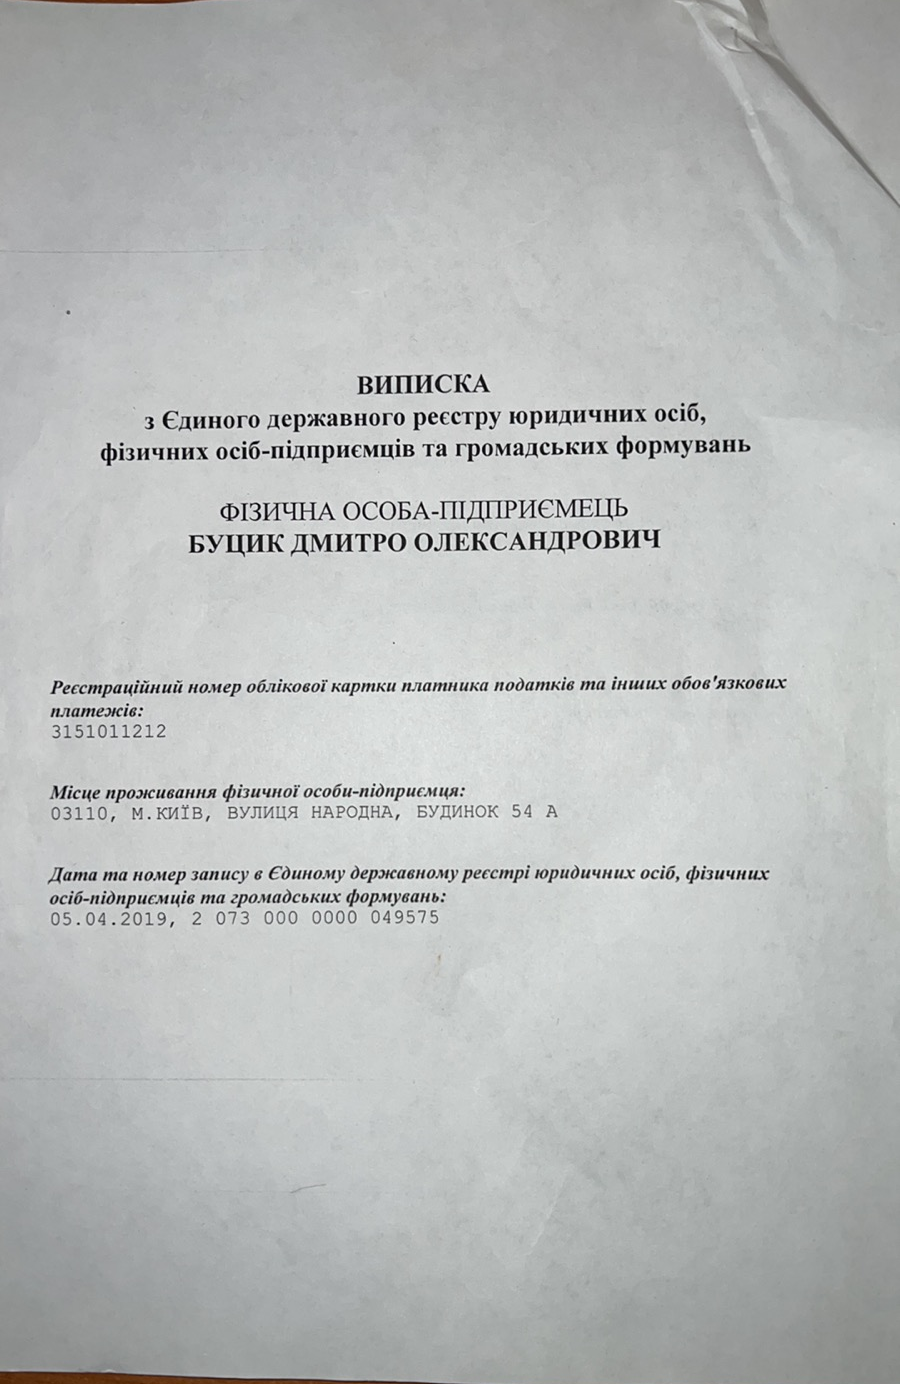 ВИПИСКА
з Єдиного державного реєстру юридичних осіб,
фізичних осіб-підприємців та громадських формувань
ФІЗИЧНА ОСОБА-ПІДПРИЄМЕЦЬ
БУЦИК ДМИТРО ОЛЕКСАНДРОВИЧ
Реєстраційний номер облікової картки платника податків та інших обов'язкових
платежів:
3151011212
Місце проживання фізичної особи-підприємця:
03110, М.КИЇВ, ВУЛИЦЯ НАРОДНА, БУДИНОК 54 А
Дата та номер запису в Єдиному державному реєстрі юридичних осіб, фізичних
осіб-підприємців та громадських формувань:
05.04.2019, 2 073 000 0000 049575